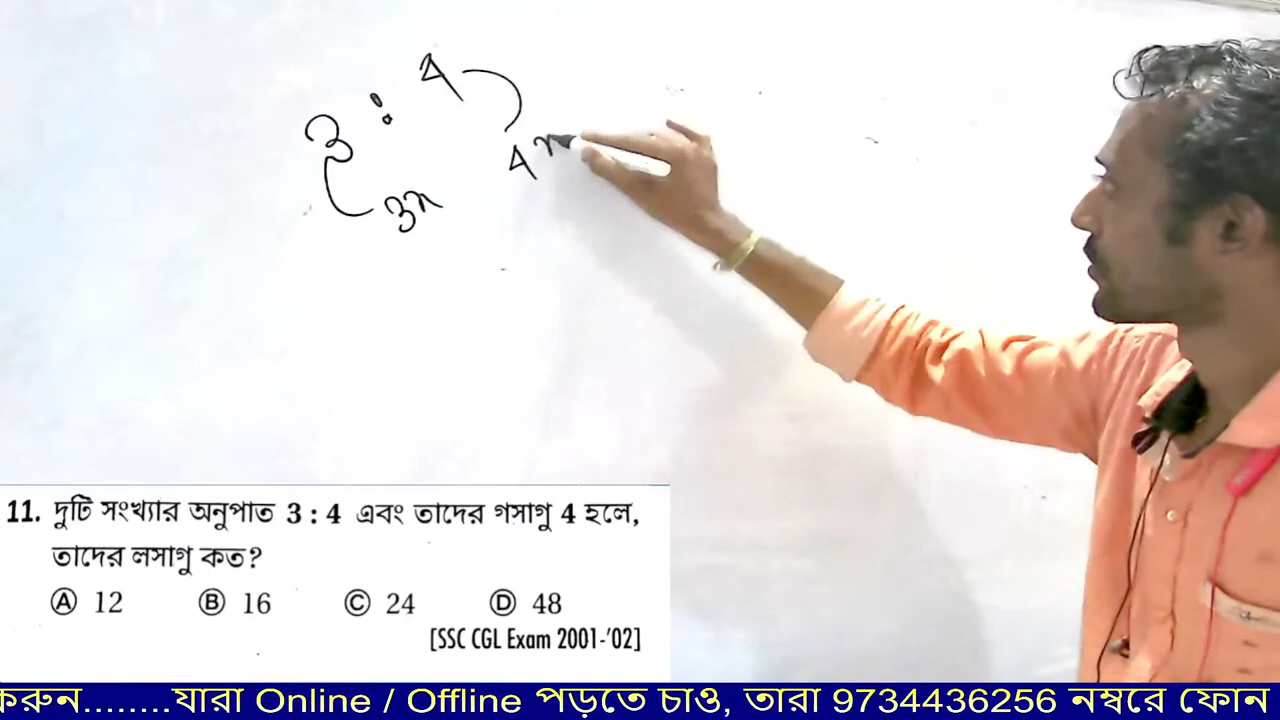 3 : 4
3x 4x
11. দুটি সংখ্যার অনুপাত 3 : 4 এবং তাদের গসাগু 4 হলে,
তাদের লসাগু কত?
Ⓐ 12 Ⓑ 16 Ⓒ 24 Ⓓ 48
[SSC CGL Exam 2001-'02]
করুন........যারা Online / Offline পড়তে চাও, তারা 9734436256 নম্বরে ফোন